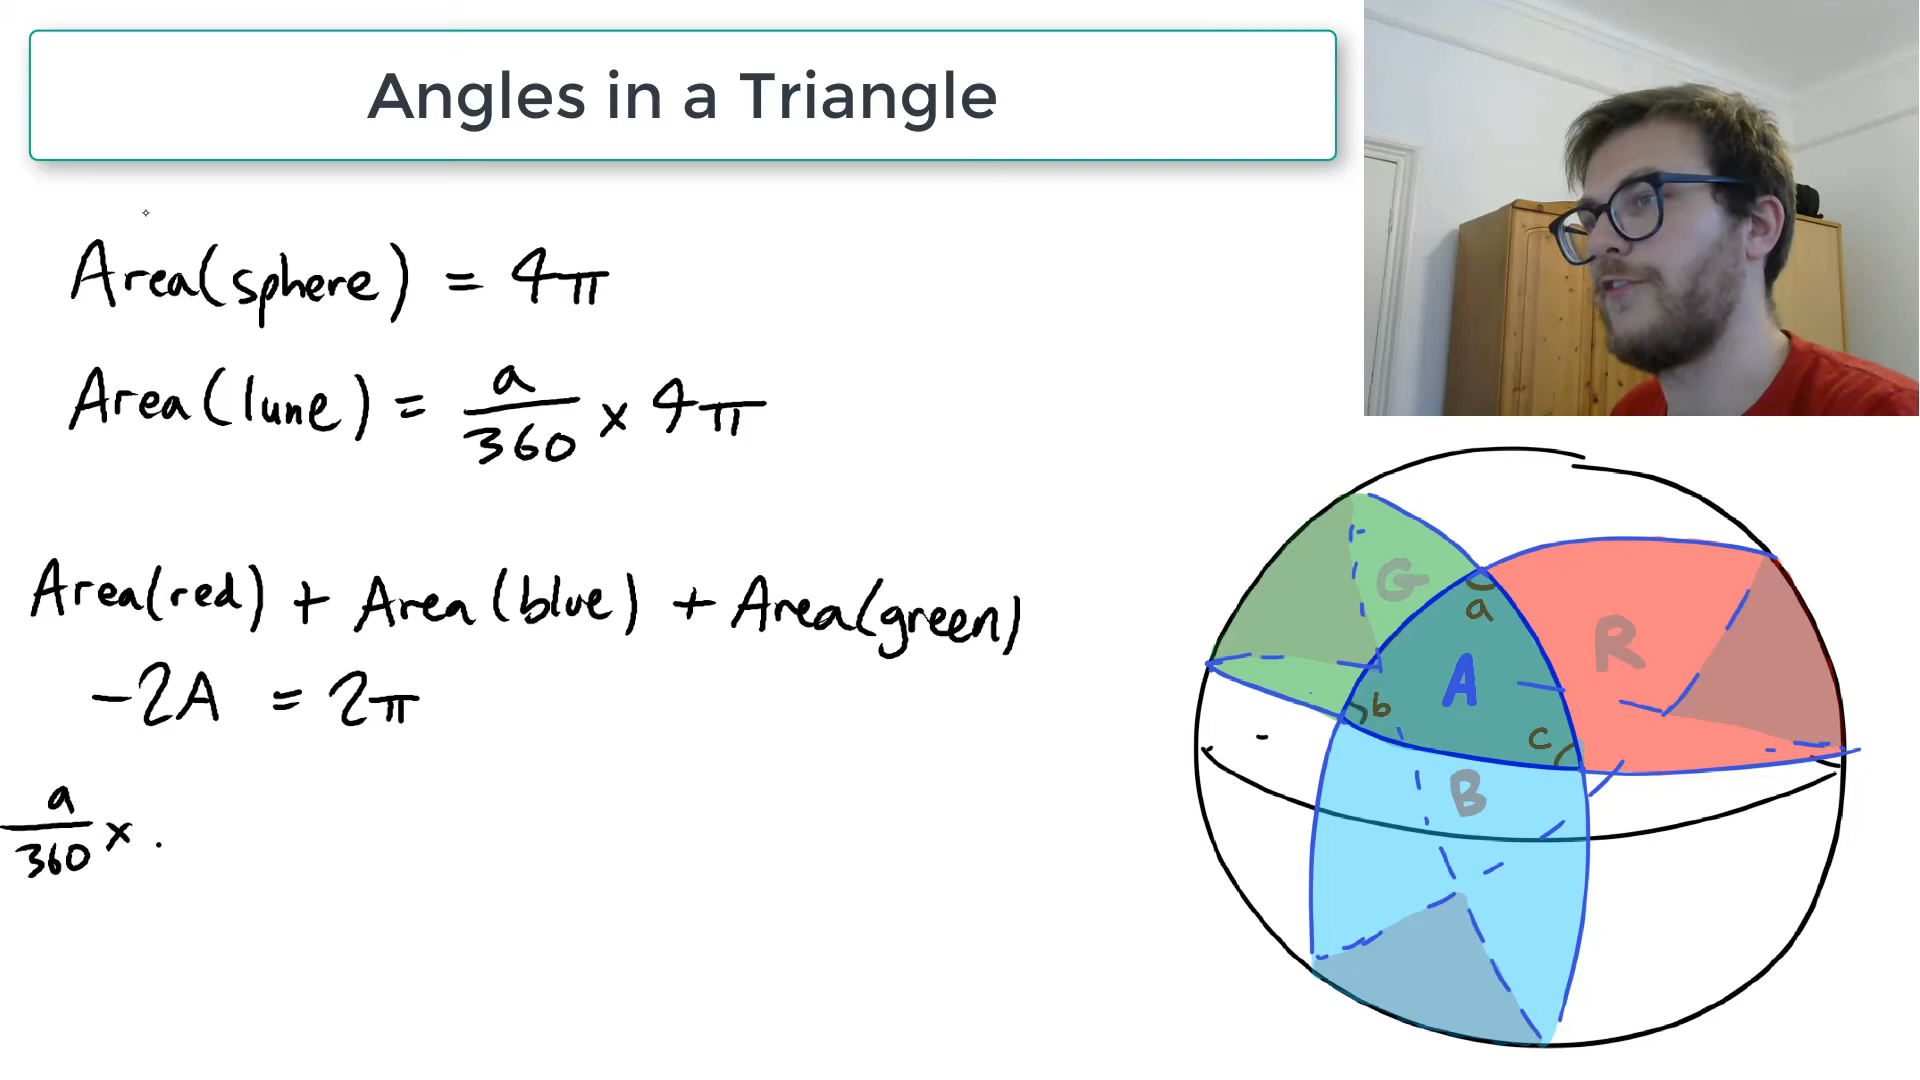 Angles in a Triangle
Area(sphere) = 4π
Area(lune) = a/360 × 4π
Area(red) + Area(blue) + Area(green)
-2A = 2π
a/360 × .
G
a
R
A
b
c
B